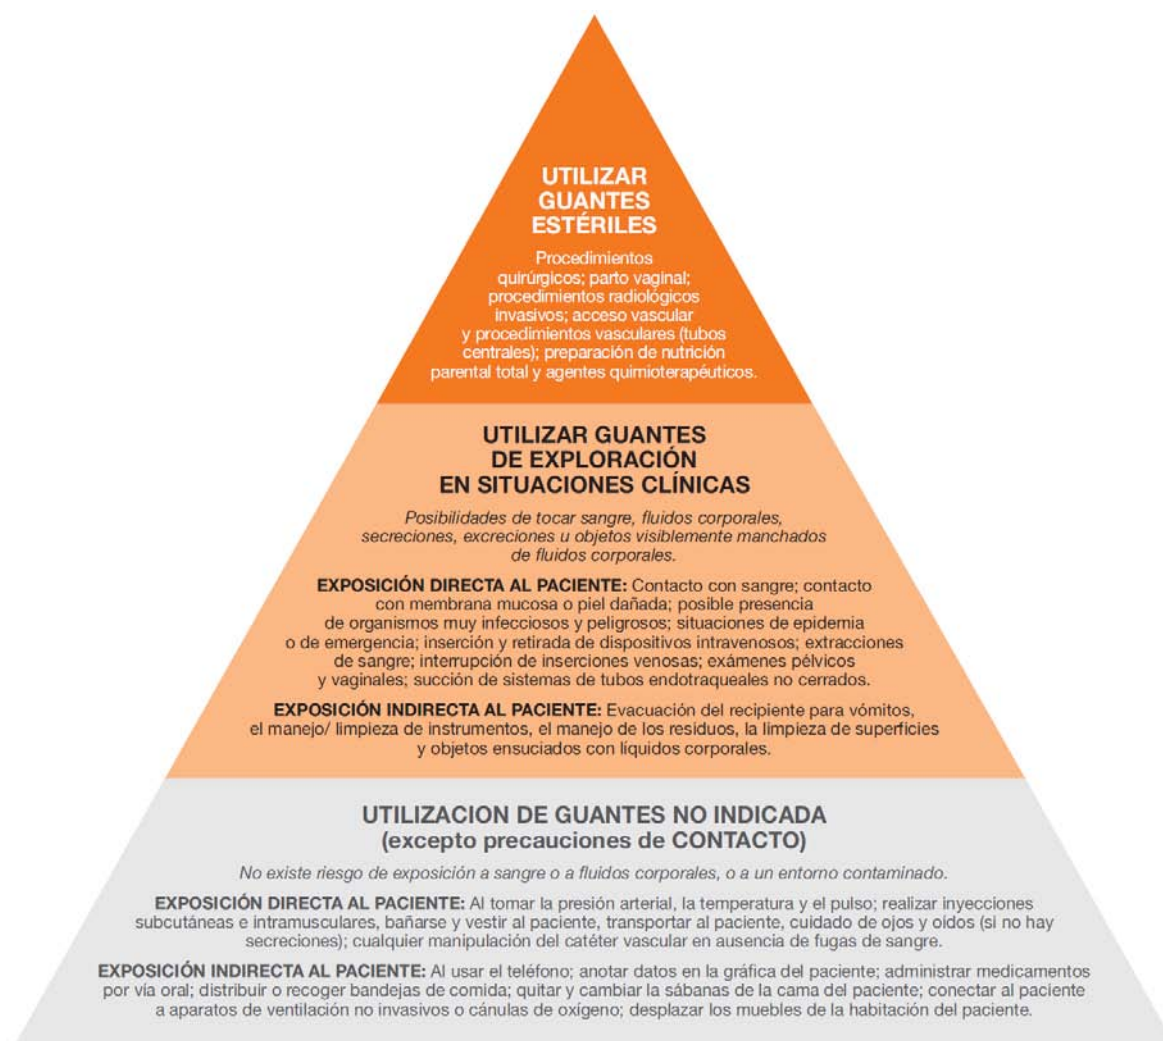 UTILIZAR
GUANTES
ESTÉRILES
Procedimientos
quirúrgicos; parto vaginal;
procedimientos radiológicos
invasivos; acceso vascular
y procedimientos vasculares (tubos
centrales); preparación de nutrición
parental total y agentes quimioterapéuticos.
UTILIZAR GUANTES
DE EXPLORACIÓN
EN SITUACIONES CLÍNICAS
Posibilidades de tocar sangre, fluidos corporales,
secreciones, excreciones u objetos visiblemente manchados
de fluidos corporales.
EXPOSICIÓN DIRECTA AL PACIENTE: Contacto con sangre; contacto
con membrana mucosa o piel dañada; posible presencia
de organismos muy infecciosos y peligrosos; situaciones de epidemia
o de emergencia; inserción y retirada de dispositivos intravenosos; extracciones
de sangre; interrupción de inserciones venosas; exámenes pélvicos
y vaginales; succión de sistemas de tubos endotraqueales no cerrados.
EXPOSICIÓN INDIRECTA AL PACIENTE: Evacuación del recipiente para vómitos,
el manejo/ limpieza de instrumentos, el manejo de los residuos, la limpieza de superficies
y objetos ensuciados con líquidos corporales.
UTILIZACION DE GUANTES NO INDICADA
(excepto precauciones de CONTACTO)
No existe riesgo de exposición a sangre o a fluidos corporales, o a un entorno contaminado.
EXPOSICIÓN DIRECTA AL PACIENTE: Al tomar la presión arterial, la temperatura y el pulso; realizar inyecciones
subcutáneas e intramusculares, bañarse y vestir al paciente, transportar al paciente, cuidado de ojos y oídos (si no hay
secreciones); cualquier manipulación del catéter vascular en ausencia de fugas de sangre.
EXPOSICIÓN INDIRECTA AL PACIENTE: Al usar el teléfono; anotar datos en la gráfica del paciente; administrar medicamentos
por vía oral; distribuir o recoger bandejas de comida; quitar y cambiar la sábanas de la cama del paciente; conectar al paciente
a aparatos de ventilación no invasivos o cánulas de oxígeno; desplazar los muebles de la habitación del paciente.